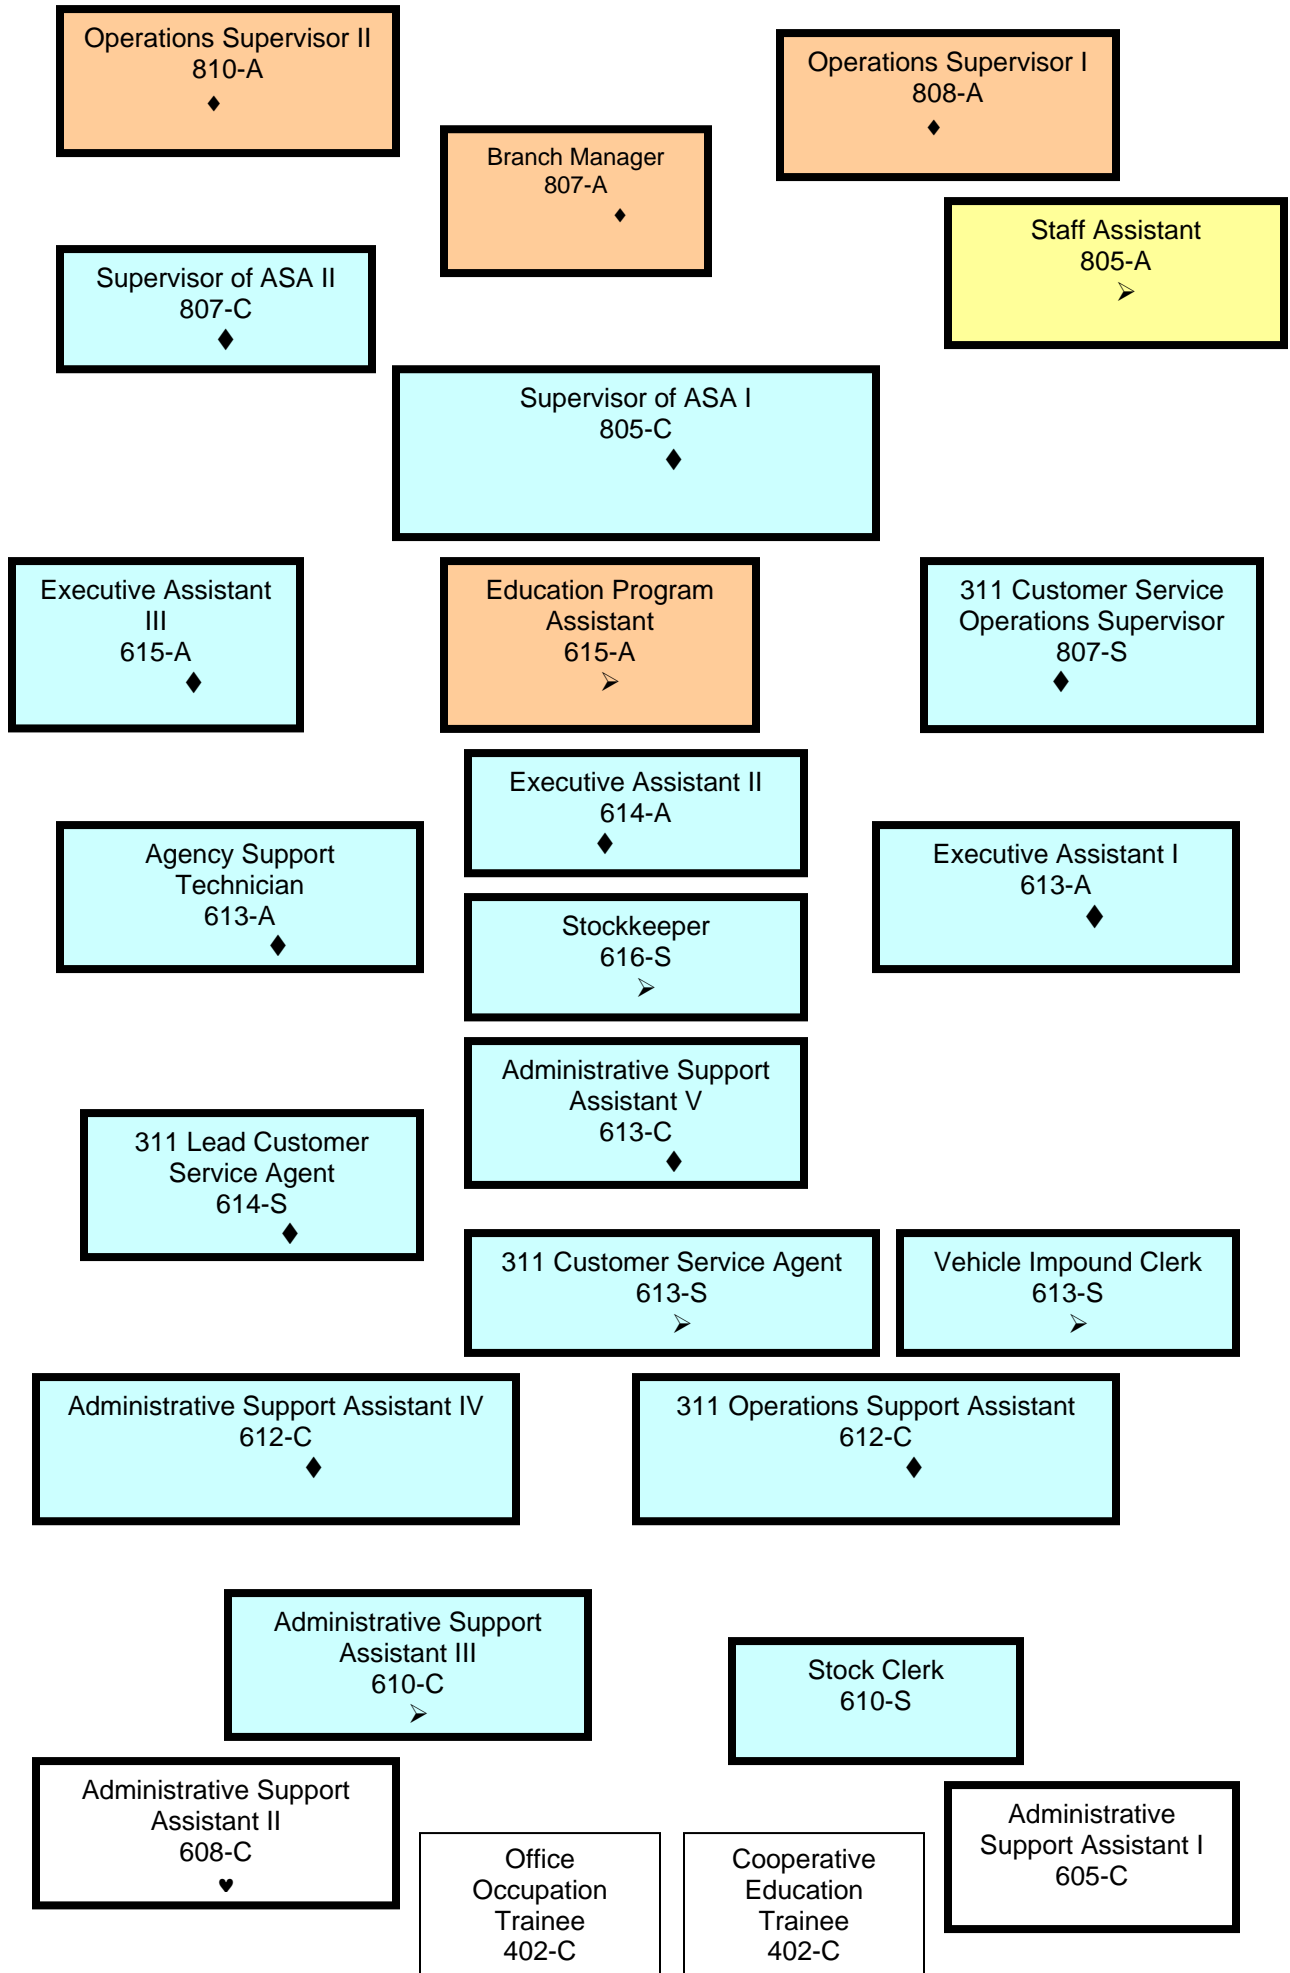 Operations Supervisor II
810-A
♦
Operations Supervisor I
808-A
♦
Branch Manager
807-A
♦
Staff Assistant
805-A
➢
Supervisor of ASA II
807-C
♦
Supervisor of ASA I
805-C
♦
Executive Assistant
III
615-A
♦
Education Program
Assistant
615-A
➢
311 Customer Service
Operations Supervisor
807-S
♦
Executive Assistant II
614-A
♦
Agency Support
Technician
613-A
♦
Executive Assistant I
613-A
♦
Stockkeeper
616-S
➢
Administrative Support
Assistant V
613-C
♦
311 Lead Customer
Service Agent
614-S
♦
311 Customer Service Agent
613-S
➢
Vehicle Impound Clerk
613-S
➢
Administrative Support Assistant IV
612-C
♦
311 Operations Support Assistant
612-C
♦
Administrative Support
Assistant III
610-C
➢
Stock Clerk
610-S
Administrative Support
Assistant II
608-C
♥
Office
Occupation
Trainee
402-C
Cooperative
Education
Trainee
402-C
Administrative
Support Assistant I
605-C